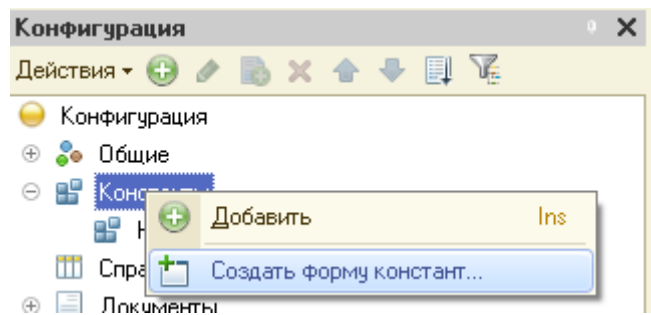 Конфигурация
Действия
Конфигурация
Общие
Добавить Ins
Создать форму констант...
Документы